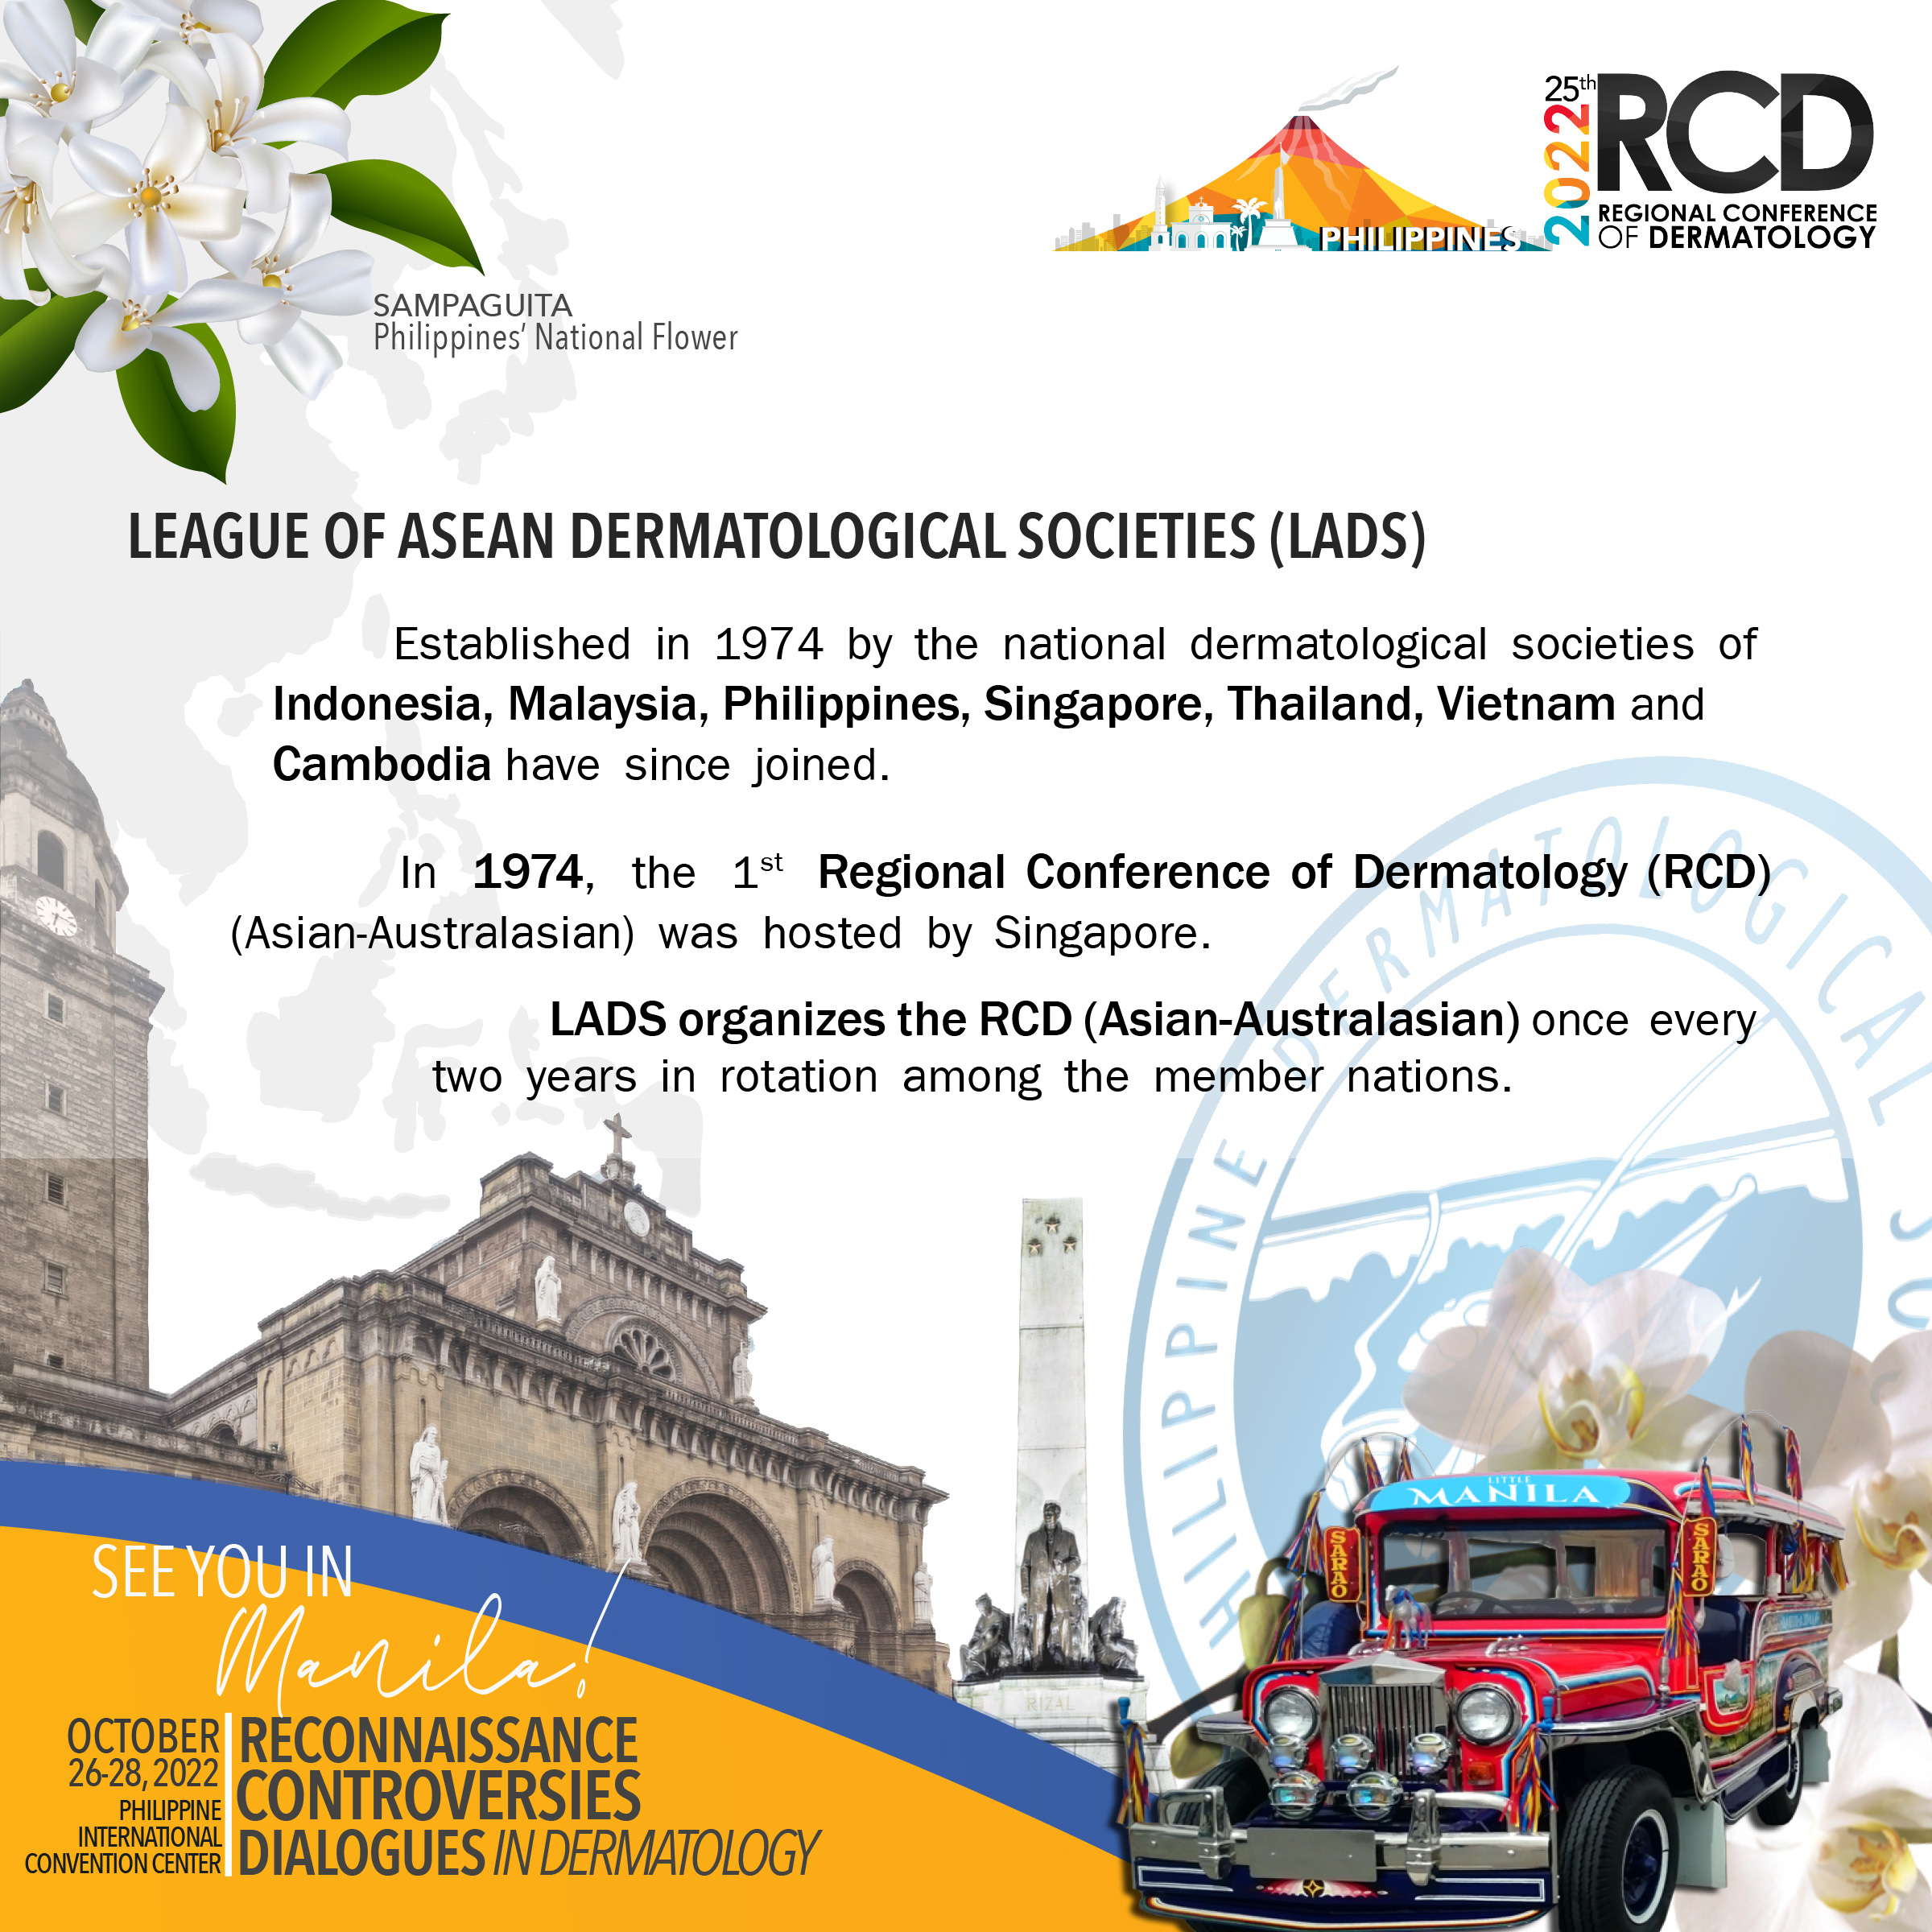 25th
2022
RCD
REGIONAL CONFERENCE
OF DERMATOLOGY
PHILIPPINES
SAMPAGUITA
Philippines' National Flower
LEAGUE OF ASEAN DERMATOLOGICAL SOCIETIES (LADS)
Established in 1974 by the national dermatological societies of
Indonesia, Malaysia, Philippines, Singapore, Thailand, Vietnam and
Cambodia have since joined.
In 1974, the 1st Regional Conference of Dermatology (RCD)
(Asian-Australasian) was hosted by Singapore.
LADS organizes the RCD (Asian-Australasian) once every
two years in rotation among the member nations.
PHILIPPINE DERMATOLOGICAL SOC
LITTLE
MANILA
SARAO
SARAO
RIZAL
SEE YOU IN
Manila!
OCTOBER
26-28, 2022
PHILIPPINE
INTERNATIONAL
CONVENTION CENTER
RECONNAISSANCE
CONTROVERSIES
DIALOGUES IN DERMATOLOGY